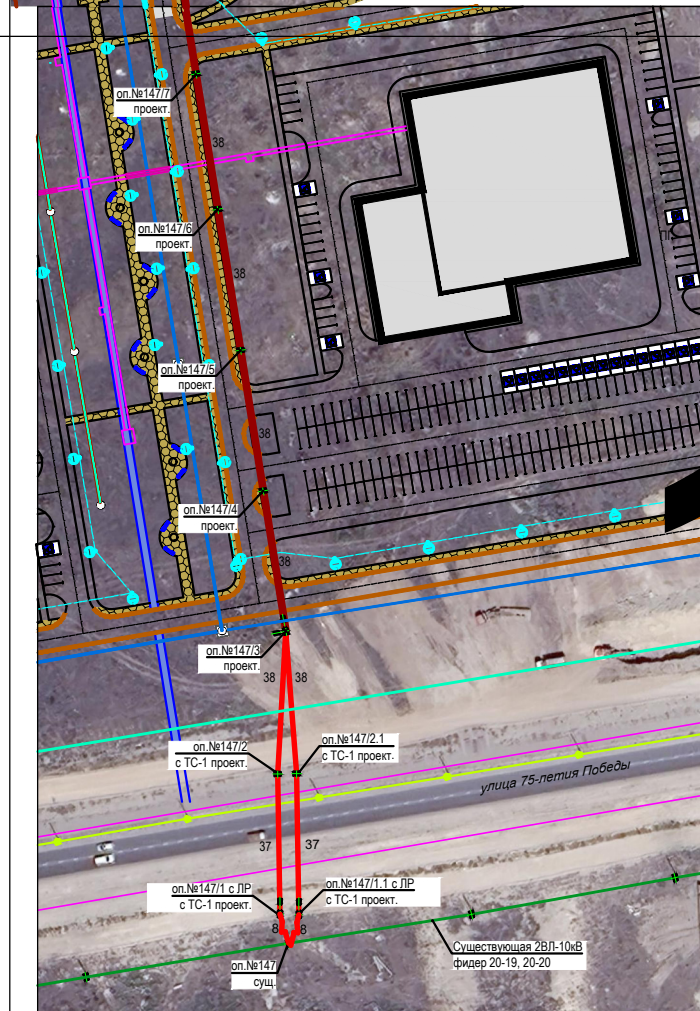 оп.№147/7
проект.
38
оп.№147/6
проект.
38
оп.№147/5
проект.
38
оп.№147/4
проект.
38
оп.№147/3
проект.
38
38
оп.№147/2
с ТС-1 проект.
оп.№147/2.1
с ТС-1 проект.
улица 75-летия Победы
37
37
оп.№147/1 с ЛР
с ТС-1 проект.
оп.№147/1.1 с ЛР
с ТС-1 проект.
8
8
оп.№147
сущ.
Существующая 2ВЛ-10кВ
фидер 20-19, 20-20